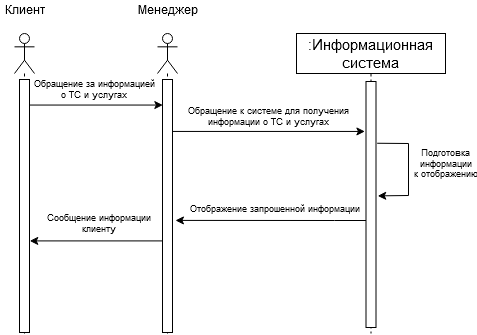 Клиент
Менеджер
:Информационная
система
Обращение за информацией
о ТС и услугах
Обращение к системе для получения
информации о ТС и услугах
Подготовка
информации
к отображению
Отображение запрошенной информации
Сообщение информации
клиенту